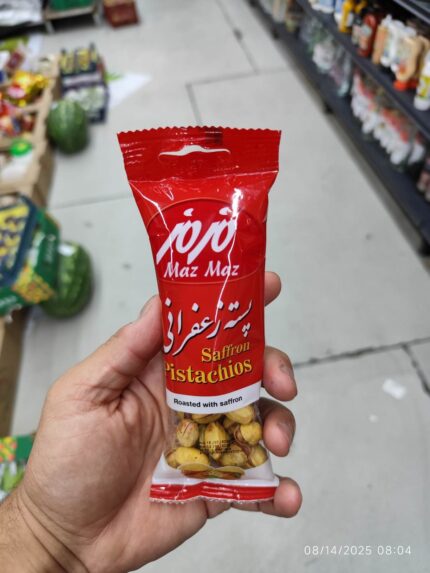 مزمز
Maz Maz
پسته زعفرانی
Saffron
Pistachios
Roasted with saffron
08/14/2025 08:04